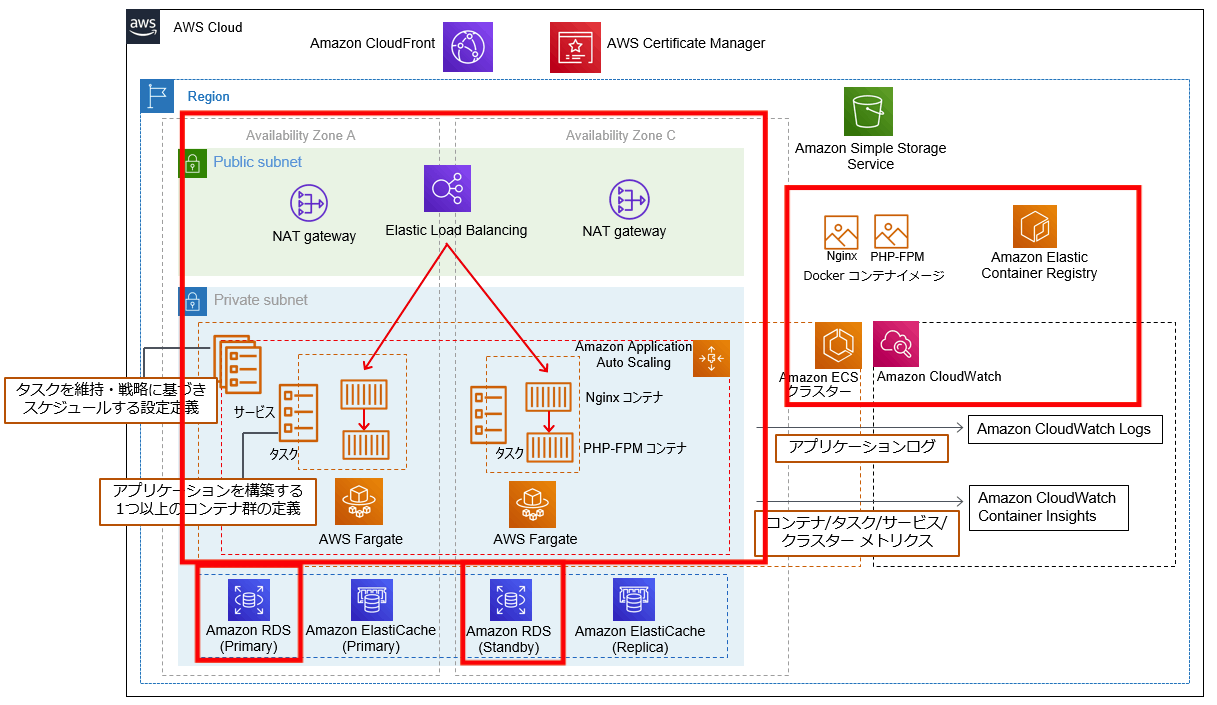 aws
AWS Cloud
Amazon CloudFront
AWS Certificate Manager
Region
Availability Zone A
Availability Zone C
Amazon Simple Storage
Service
Public subnet
NAT gateway
Elastic Load Balancing
NAT gateway
Nginx
PHP-FPM
Docker コンテナイメージ
Amazon Elastic
Container Registry
Private subnet
Amazon Application
Auto Scaling
Amazon ECS
クラスター
Amazon CloudWatch
タスクを維持・戦略に基づき
スケジュールする設定定義
サービス
タスク
Nginx コンテナ
タスク
PHP-FPM コンテナ
Amazon CloudWatch Logs
アプリケーションログ
アプリケーションを構築する
1つ以上のコンテナ群の定義
AWS Fargate
AWS Fargate
Amazon CloudWatch
Container Insights
コンテナ/タスク/サービス/
クラスター メトリクス
Amazon RDS
(Primary)
Amazon ElastiCache
(Primary)
Amazon RDS
(Standby)
Amazon ElastiCache
(Replica)